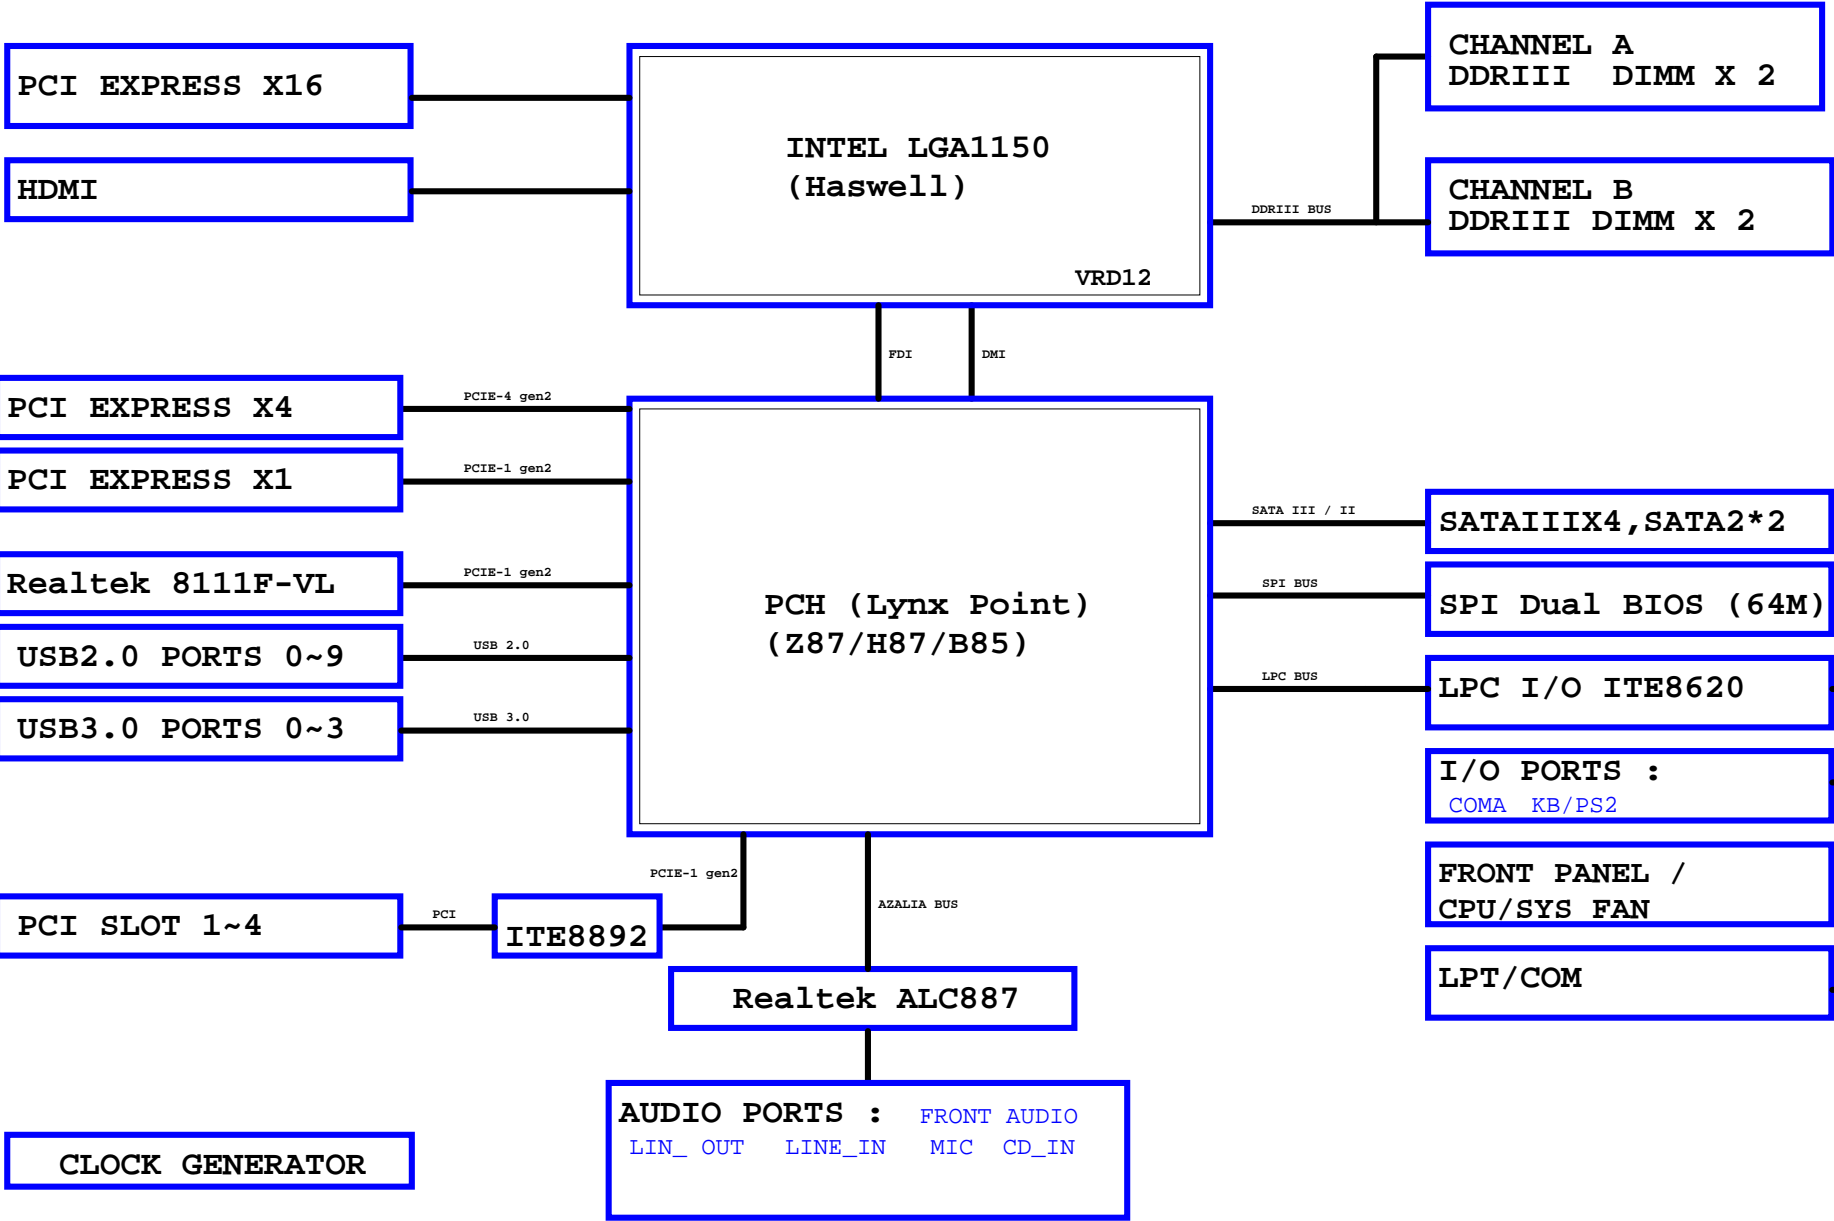 PCI EXPRESS X16
HDMI
INTEL LGA1150
(Haswell)
VRD12
DDRIII BUS
CHANNEL A
DDRIII DIMM X 2
CHANNEL B
DDRIII DIMM X 2
FDI
DMI
PCI EXPRESS X4
PCIE-4 gen2
PCI EXPRESS X1
PCIE-1 gen2
Realtek 8111F-VL
PCIE-1 gen2
USB2.0 PORTS 0~9
USB 2.0
USB3.0 PORTS 0~3
USB 3.0
PCH (Lynx Point)
(Z87/H87/B85)
SATA III / II
SATAIIIX4,SATA2*2
SPI BUS
SPI Dual BIOS (64M)
LPC BUS
LPC I/O ITE8620
I/O PORTS :
COMA KB/PS2
FRONT PANEL /
CPU/SYS FAN
LPT/COM
PCI SLOT 1~4
PCI
ITE8892
PCIE-1 gen2
AZALIA BUS
Realtek ALC887
AUDIO PORTS : FRONT AUDIO
LIN_ OUT LINE_IN MIC CD_IN
CLOCK GENERATOR